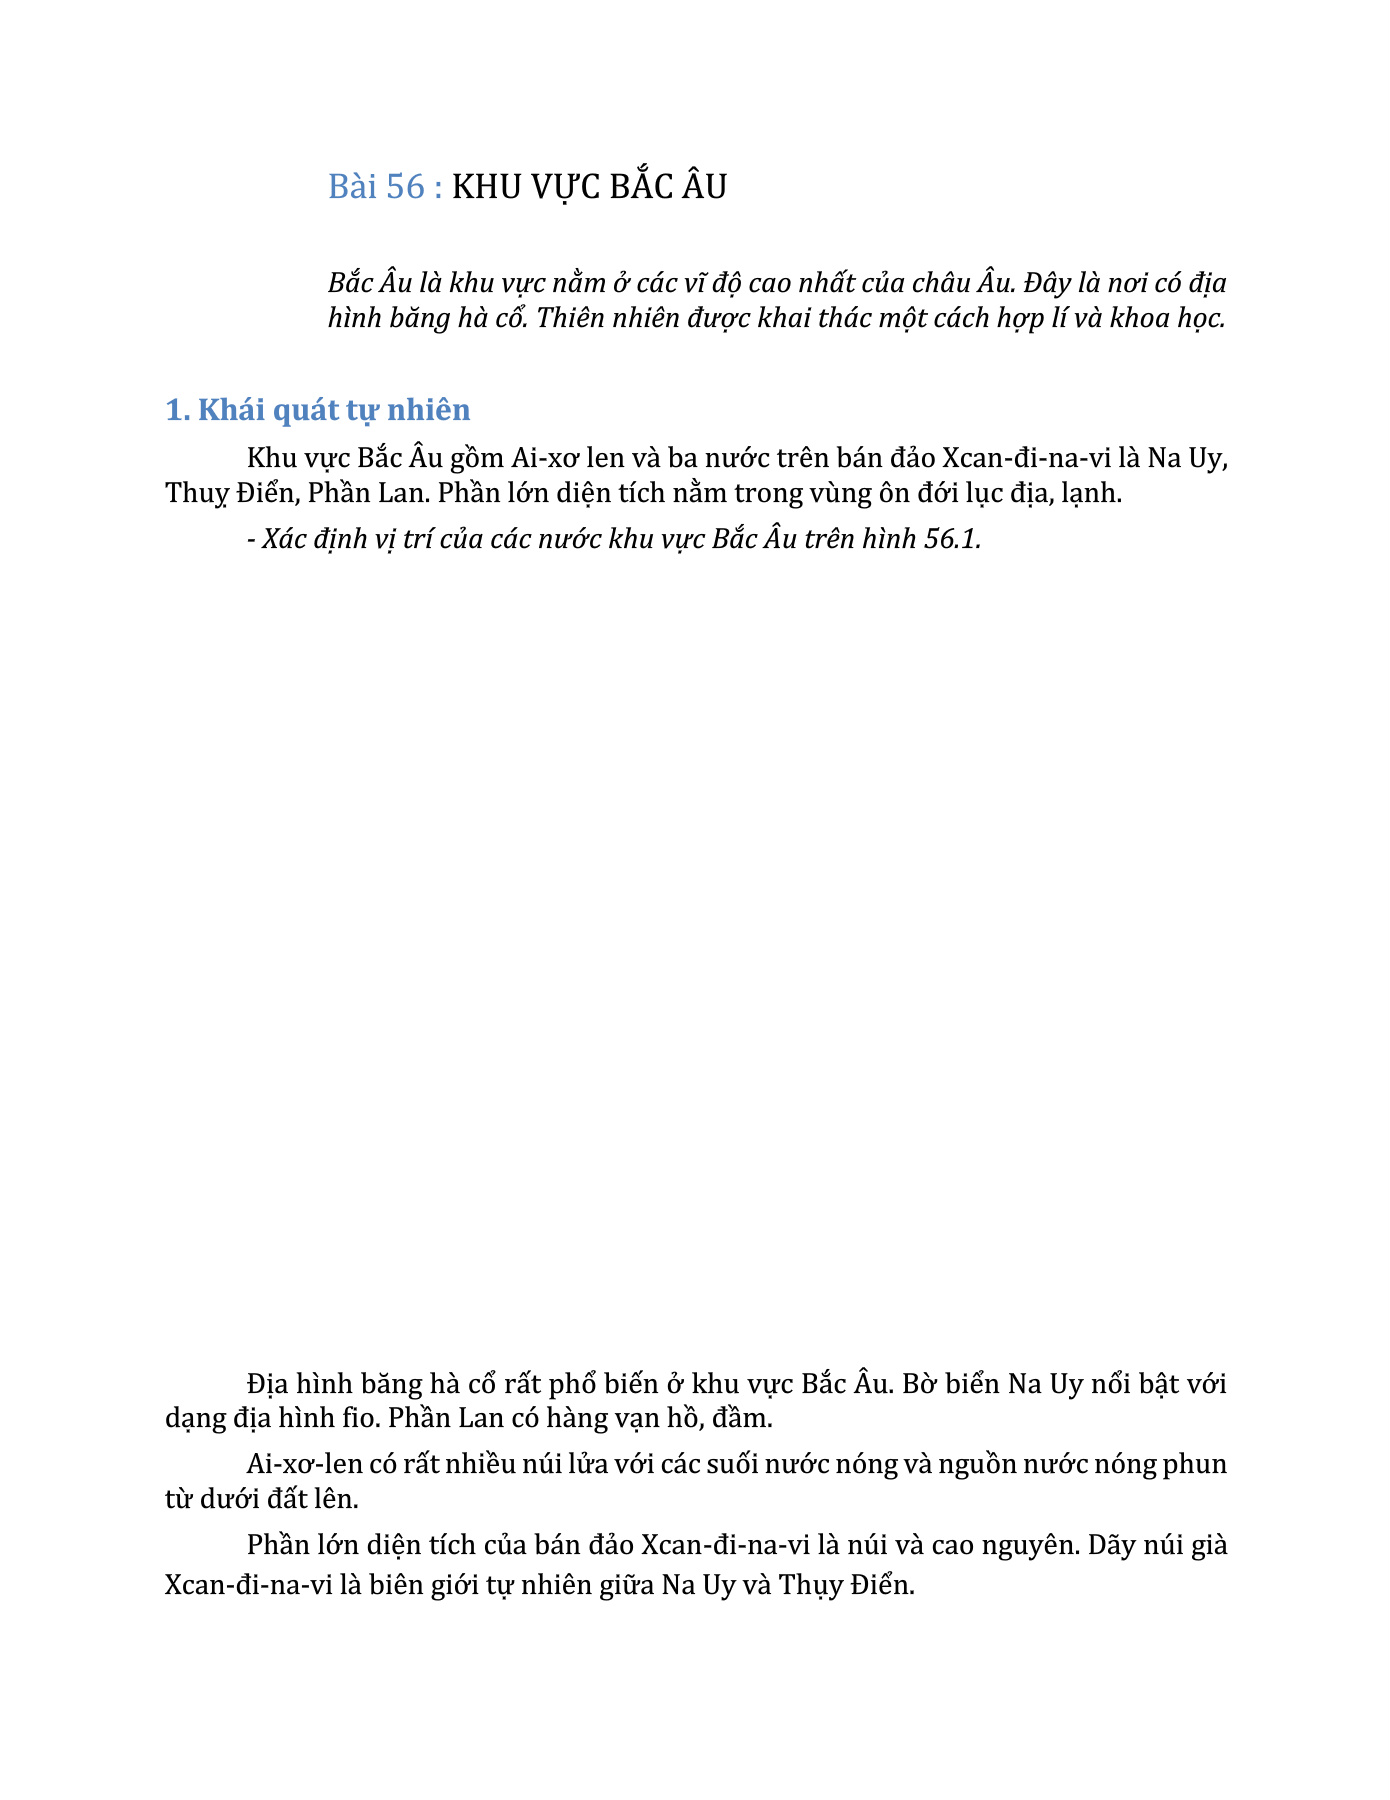 Bài 56 : KHU VỰC BẮC ÂU
Bắc Âu là khu vực nằm ở các vĩ độ cao nhất của châu Âu. Đây là nơi có địa
hình băng hà cổ. Thiên nhiên được khai thác một cách hợp lí và khoa học.
1. Khái quát tự nhiên
Khu vực Bắc Âu gồm Ai-xơ len và ba nước trên bán đảo Xcan-đi-na-vi là Na Uy,
Thuỵ Điển, Phần Lan. Phần lớn diện tích nằm trong vùng ôn đới lục địa, lạnh.
- Xác định vị trí của các nước khu vực Bắc Âu trên hình 56.1.
Địa hình băng hà cổ rất phổ biến ở khu vực Bắc Âu. Bờ biển Na Uy nổi bật với
dạng địa hình fio. Phần Lan có hàng vạn hồ, đầm.
Ai-xơ-len có rất nhiều núi lửa với các suối nước nóng và nguồn nước nóng phun
từ dưới đất lên.
Phần lớn diện tích của bán đảo Xcan-đi-na-vi là núi và cao nguyên. Dãy núi già
Xcan-đi-na-vi là biên giới tự nhiên giữa Na Uy và Thụy Điển.